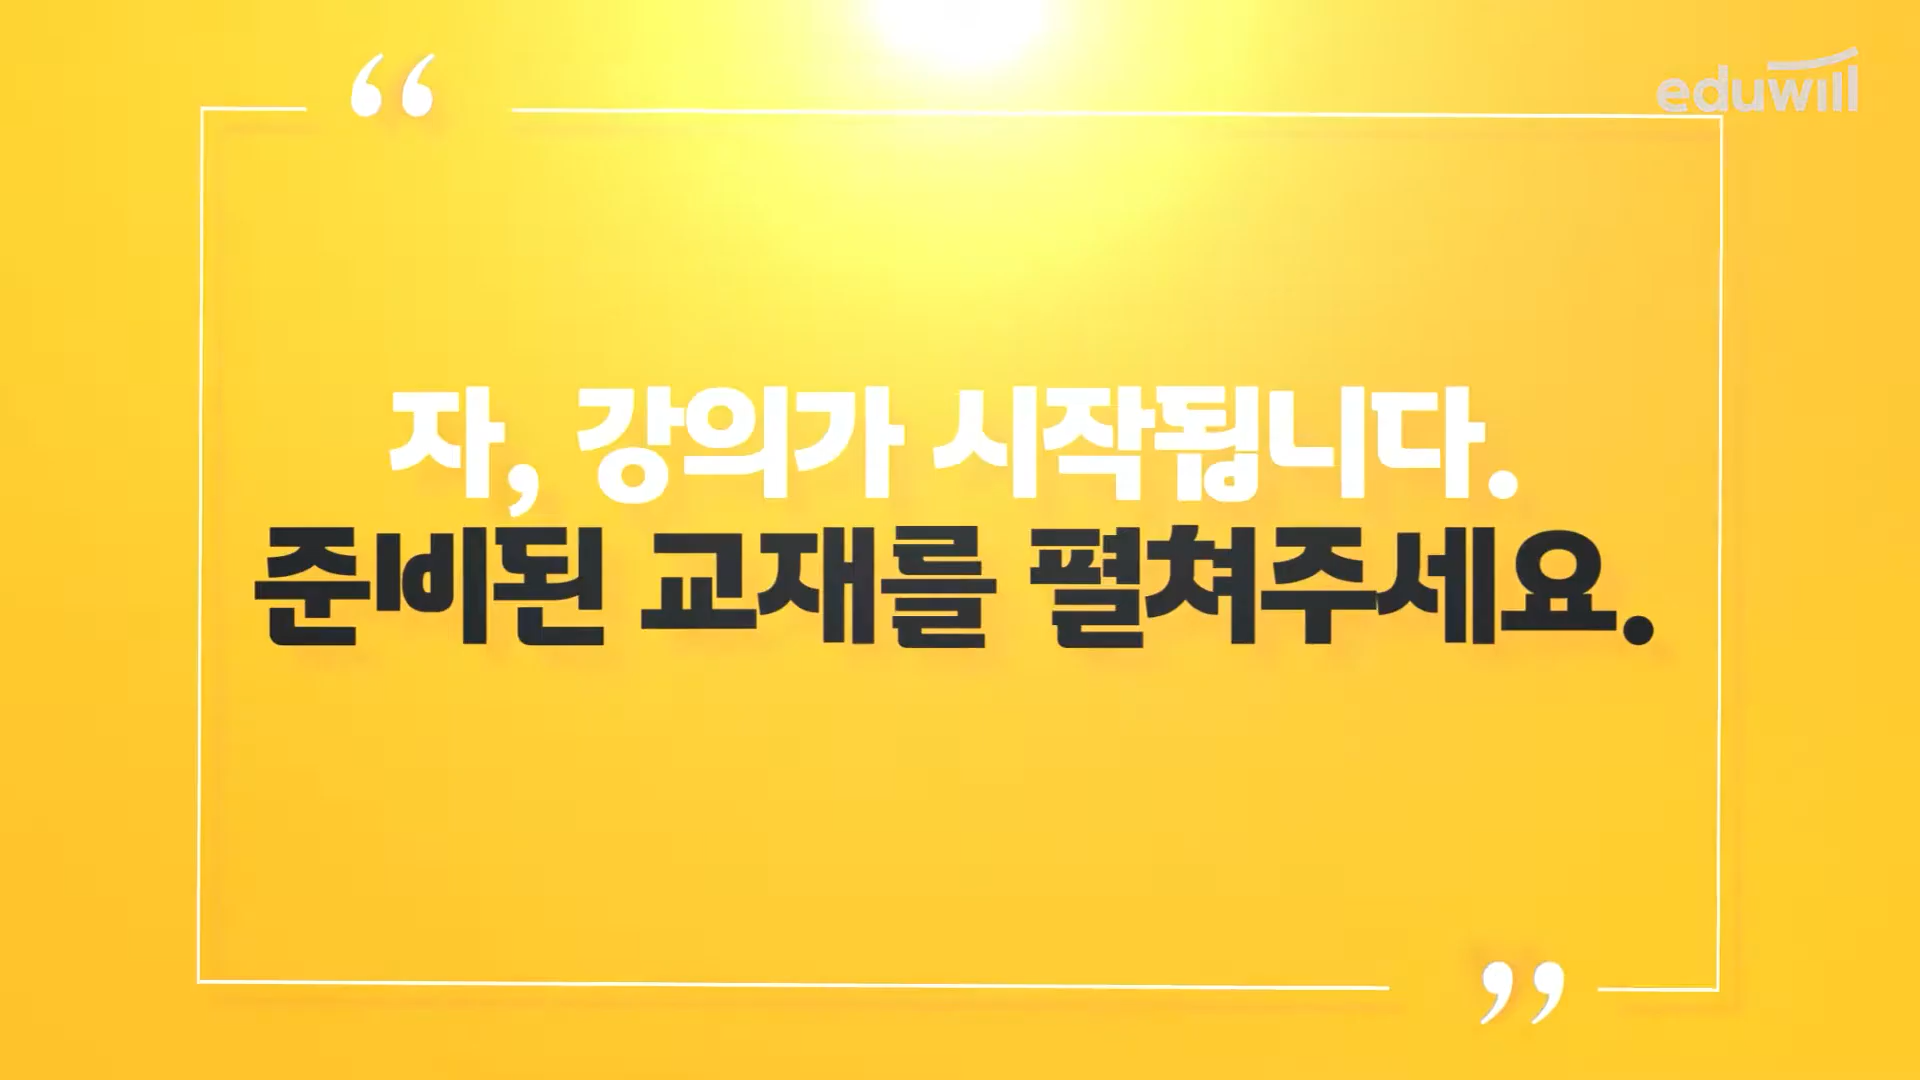 “
eduwill
자, 강의가 시작됩니다.
준비된 교재를 펼쳐주세요.
”